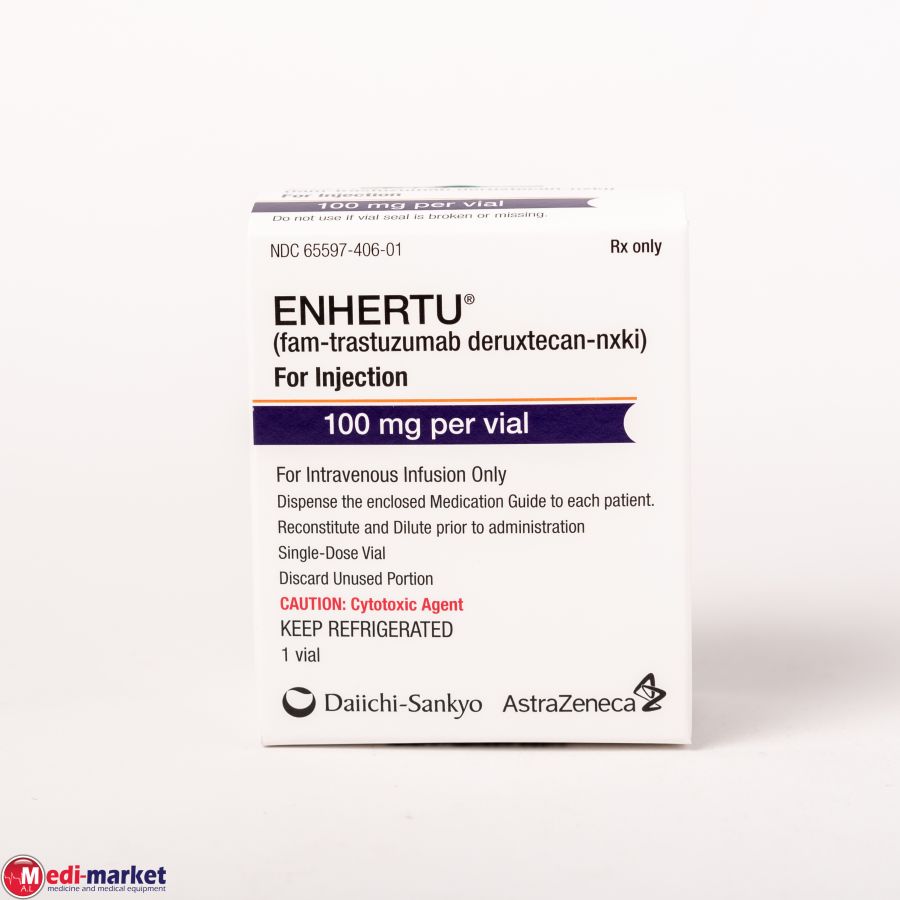 For Injection
100 mg per vial
Do not use if vial seal is broken or missing.
NDC 65597-406-01
Rx only
ENHERTU®
(fam-trastuzumab deruxtecan-nxki)
For Injection
100 mg per vial
For Intravenous Infusion Only
Dispense the enclosed Medication Guide to each patient.
Reconstitute and Dilute prior to administration
Single-Dose Vial
Discard Unused Portion
CAUTION: Cytotoxic Agent
KEEP REFRIGERATED
1 vial
Daiichi-Sankyo
AstraZeneca
Medi-market
A.L
medicine and medical equipment